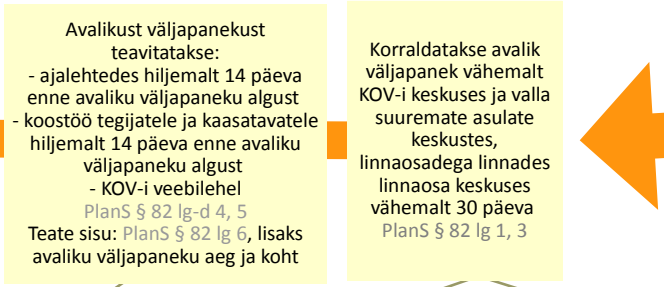 Avalikust väljapanekust
teavitatakse:
- ajalehtedes hiljemalt 14 päeva
enne avaliku väljapaneku algust
- koostöö tegijatele ja kaasatavatele
hiljemalt 14 päeva enne avaliku
väljapaneku algust
- KOV-i veebilehel
PlanS § 82 lg-d 4, 5
Teate sisu: PlanS § 82 lg 6, lisaks
avaliku väljapaneku aeg ja koht
Korraldatakse avalik
väljapanek vähemalt
KOV-i keskuses ja valla
suuremate asulate
keskustes,
linnaosadega linnades
linnaosa keskuses
vähemalt 30 päeva
PlanS § 82 lg 1, 3